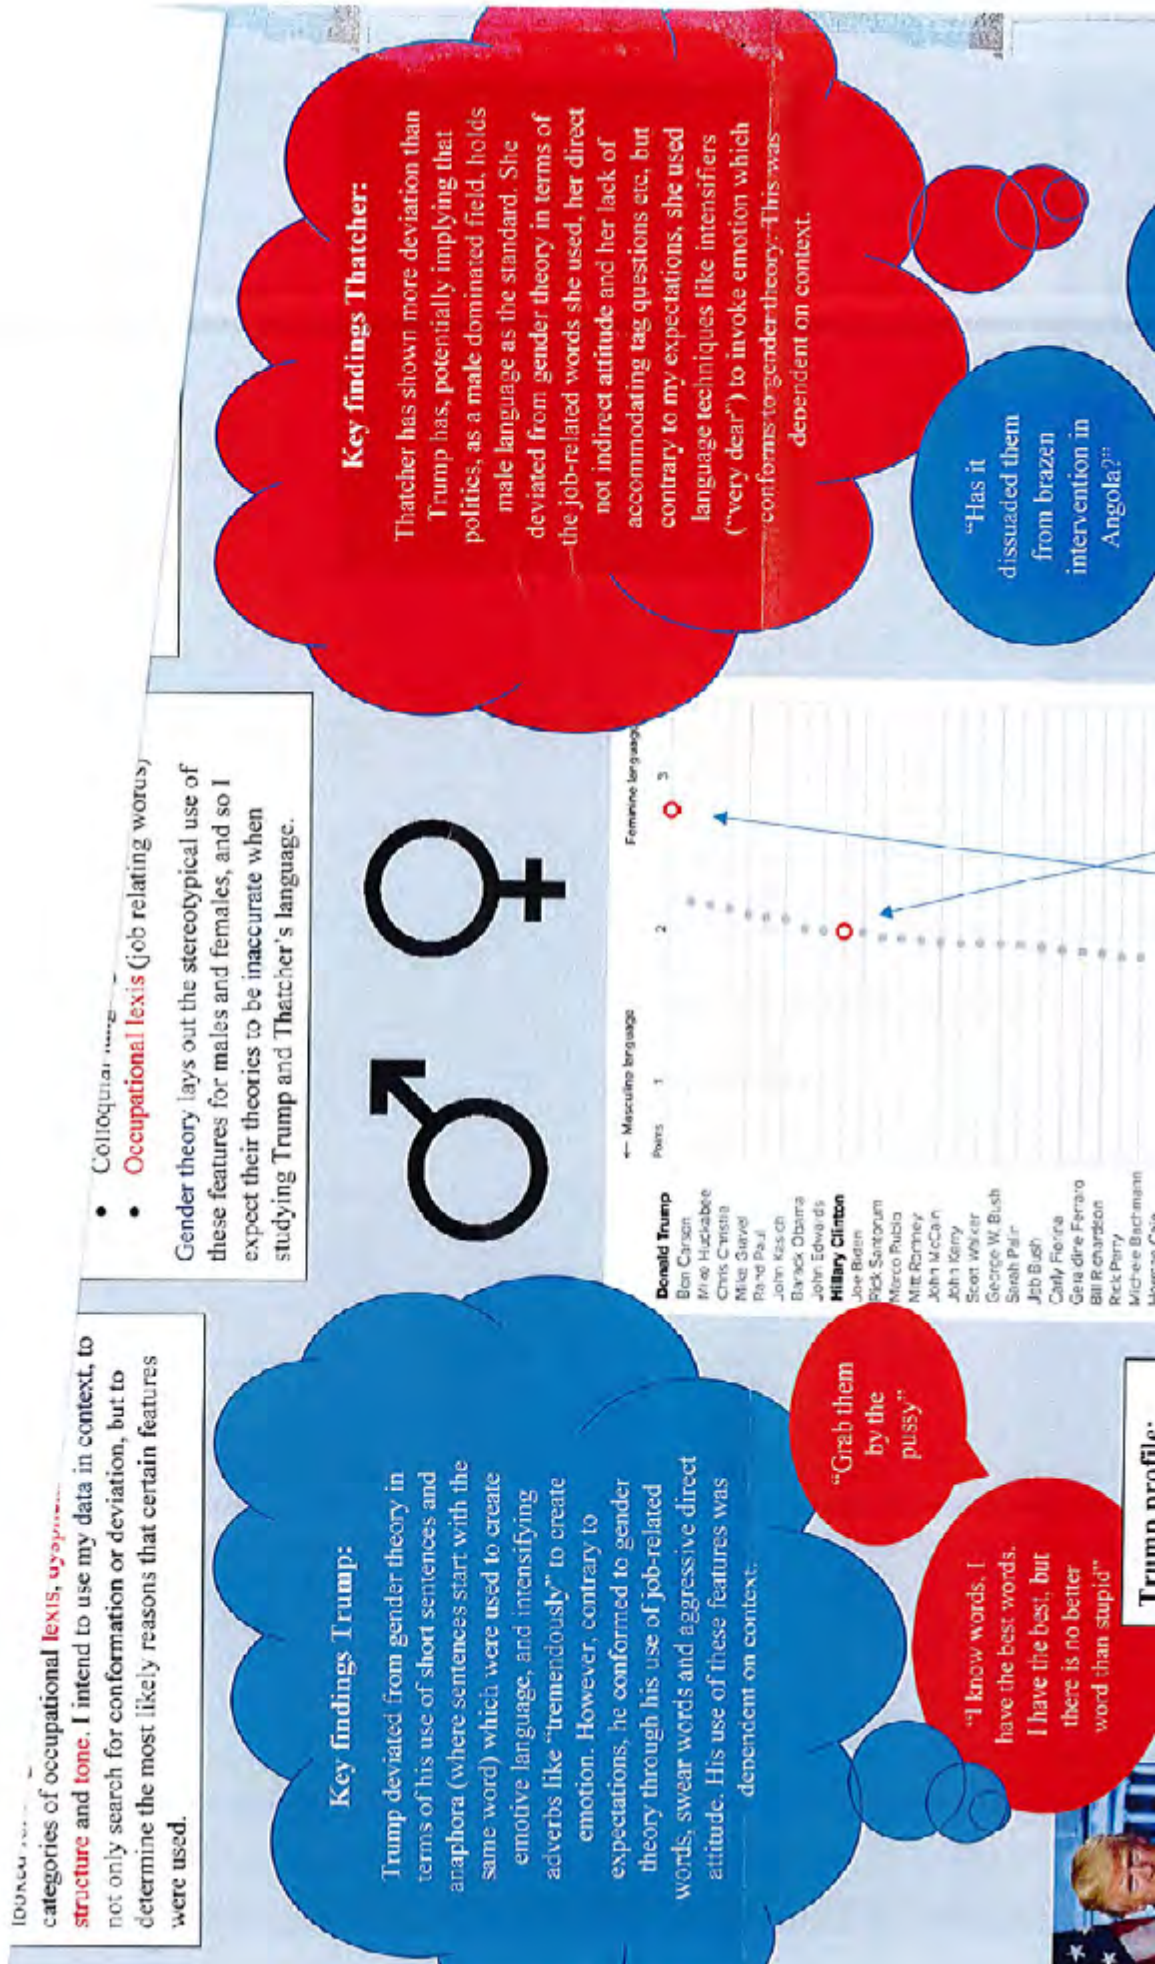 categories of occupational lexis,
structure and tone. I intend to use my data in context, to
not only search for conformation or deviation, but to
determine the most likely reasons that certain features
were used.
Colloquial
• Occupational lexis (job relating words)
Gender theory lays out the stereotypical use of
these features for males and females, and so I
expect their theories to be inaccurate when
studying Trump and Thatcher's language.
Key findings Trump:
Trump deviated from gender theory in
terms of his use of short sentences and
anaphora (where sentences start with the
same word) which were used to create
emotive language, and intensifying
adverbs like "tremendously" to create
emotion. However, contrary to
expectations, he conformed to gender
theory through his use of job-related
words, swear words and aggressive direct
attitude. His use of these features was
dependent on context.
Key findings Thatcher:
Thatcher has shown more deviation than
Trump has, potentially implying that
politics, as a male dominated field, holds
male language as the standard. She
deviated from gender theory in terms of
the job-related words she used, her direct
not indirect attitude and her lack of
accommodating tag questions etc, but
contrary to my expectations, she used
language techniques like intensifiers
("very dear") to invoke emotion which
conforms to gender theory. This was
dependent on context.
"Grab them
by the
pussy"
"I know words, I
have the best words.
I have the best, but
there is no better
word than stupid"
← Masculine language
Feminine language
Points
1
2
3
Donald Trump
Ben Carson
Mike Huckabee
Chris Christie
Mike Gravel
Rand Paul
John Kasich
Barack Obama
John Edwards
Hillary Clinton
Joe Biden
Rick Santorum
Marco Rubio
Mitt Romney
John McCain
John Kerry
Scott Walker
George W. Bush
Sarah Palin
Jeb Bush
Carly Fiorina
Geraldine Ferraro
Bill Richardson
Rick Perry
Michele Bachmann
"Has it
dissuaded them
from brazen
intervention in
Angola?"
Trump profile: